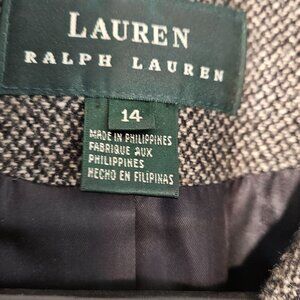 LAUREN
RALPH LAUREN
14
MADE IN PHILIPPINES
FABRIQUE AUX
PHILIPPINES
HECHO EN FILIPINAS